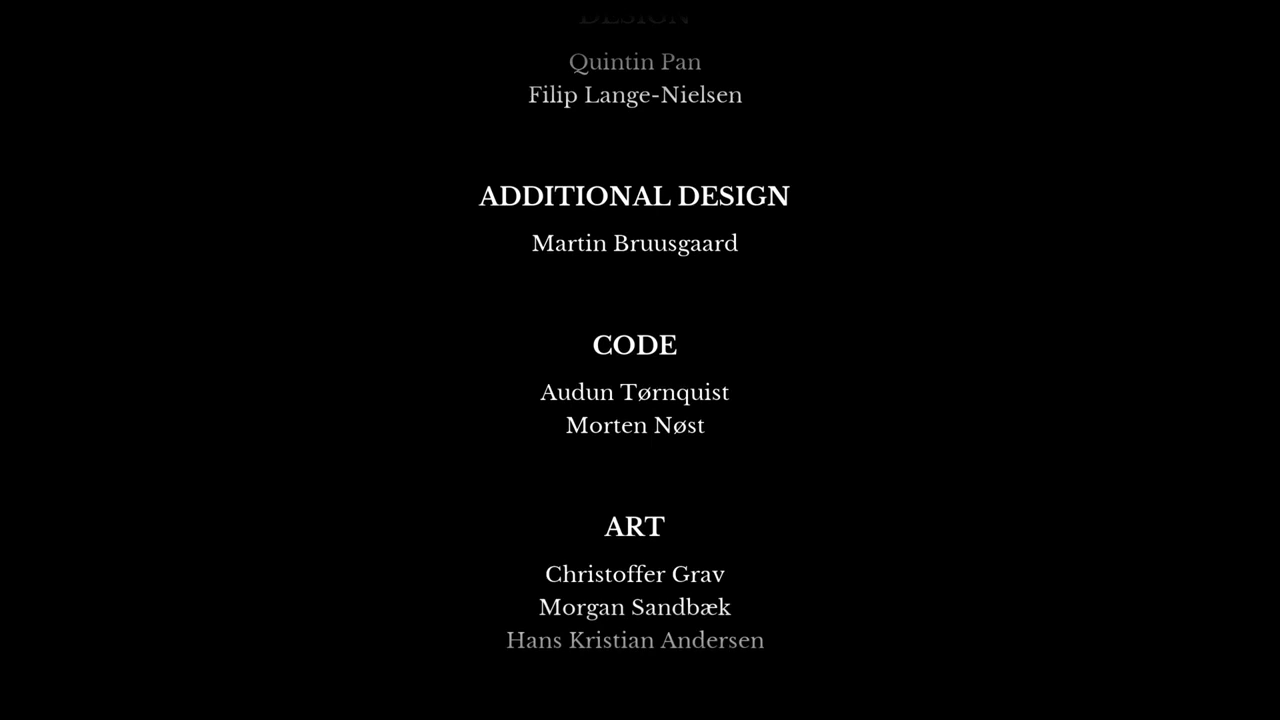 DESIGN
Quintin Pan
Filip Lange-Nielsen
ADDITIONAL DESIGN
Martin Bruusgaard
CODE
Audun Tørnquist
Morten Nøst
ART
Christoffer Grav
Morgan Sandbæk
Hans Kristian Andersen